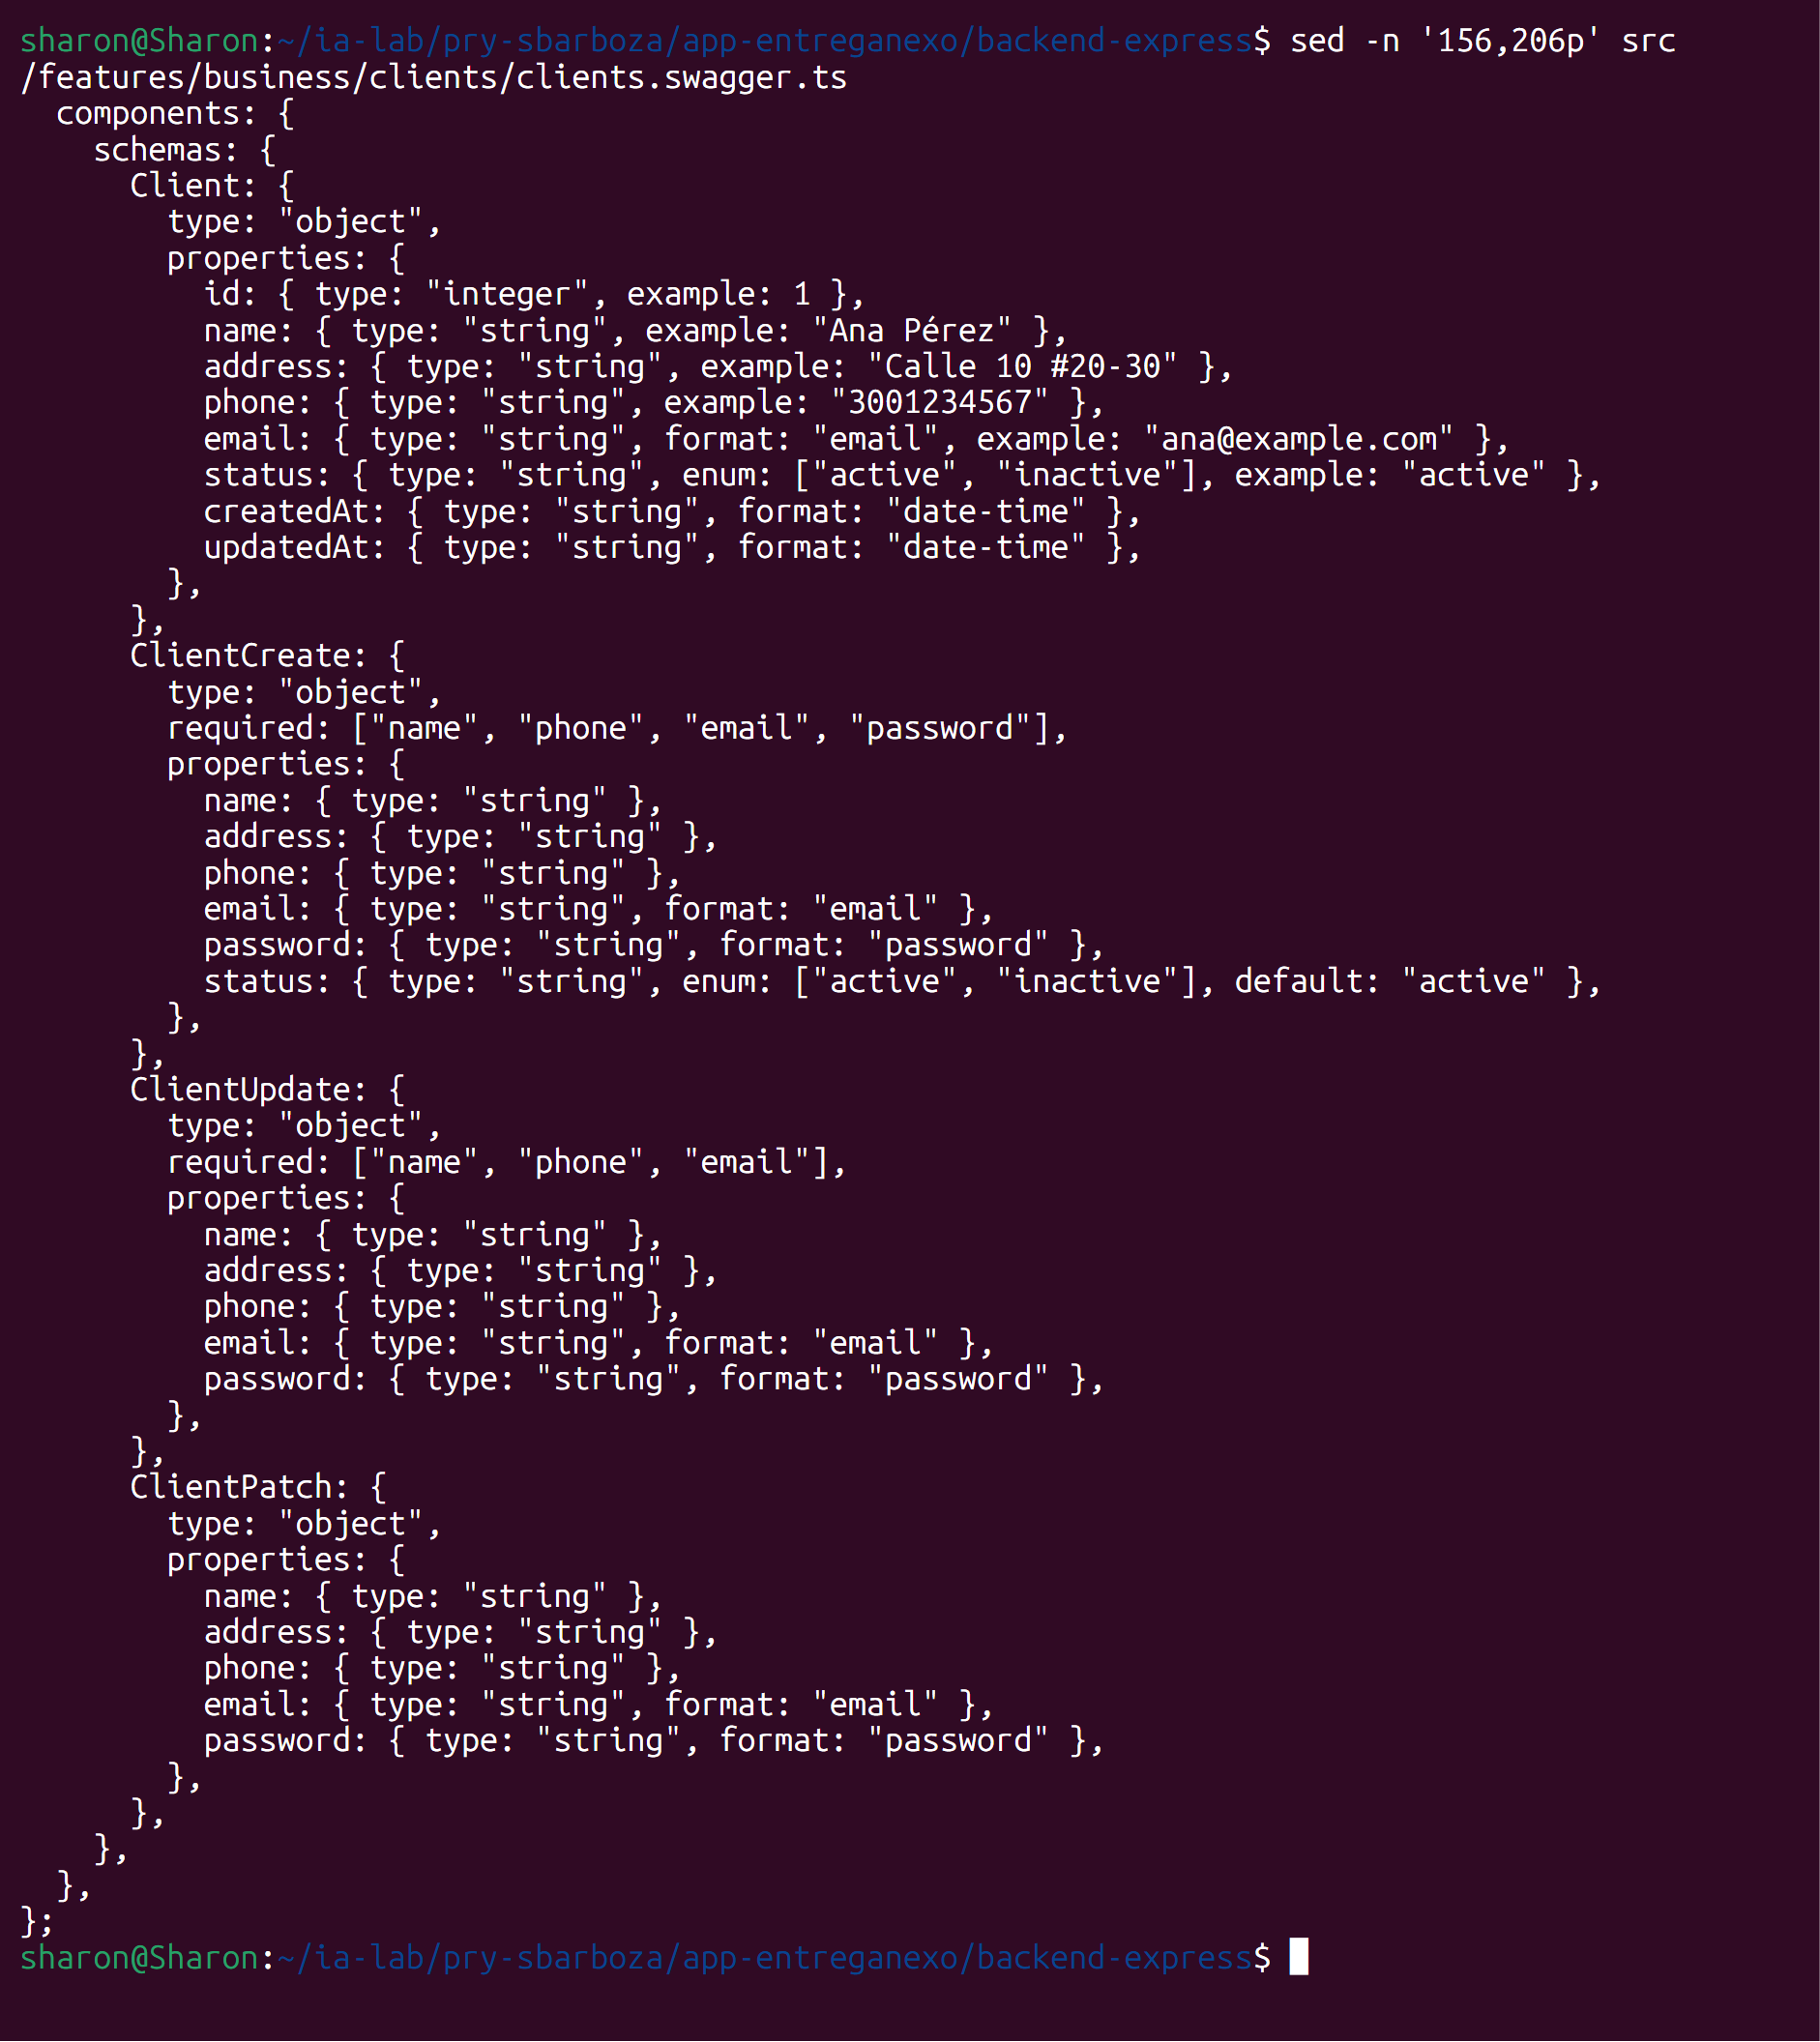 sharon@Sharon:~/ia-lab/pry-sbarboza/app-entreganexo/backend-express$ sed -n '156,206p' src
/features/business/clients/clients.swagger.ts
  components: {
    schemas: {
      Client: {
        type: "object",
        properties: {
          id: { type: "integer", example: 1 },
          name: { type: "string", example: "Ana Pérez" },
          address: { type: "string", example: "Calle 10 #20-30" },
          phone: { type: "string", example: "3001234567" },
          email: { type: "string", format: "email", example: "ana@example.com" },
          status: { type: "string", enum: ["active", "inactive"], example: "active" },
          createdAt: { type: "string", format: "date-time" },
          updatedAt: { type: "string", format: "date-time" },
        },
      },
      ClientCreate: {
        type: "object",
        required: ["name", "phone", "email", "password"],
        properties: {
          name: { type: "string" },
          address: { type: "string" },
          phone: { type: "string" },
          email: { type: "string", format: "email" },
          password: { type: "string", format: "password" },
          status: { type: "string", enum: ["active", "inactive"], default: "active" },
        },
      },
      ClientUpdate: {
        type: "object",
        required: ["name", "phone", "email"],
        properties: {
          name: { type: "string" },
          address: { type: "string" },
          phone: { type: "string" },
          email: { type: "string", format: "email" },
          password: { type: "string", format: "password" },
        },
      },
      ClientPatch: {
        type: "object",
        properties: {
          name: { type: "string" },
          address: { type: "string" },
          phone: { type: "string" },
          email: { type: "string", format: "email" },
          password: { type: "string", format: "password" },
        },
      },
    },
  },
};
sharon@Sharon:~/ia-lab/pry-sbarboza/app-entreganexo/backend-express$